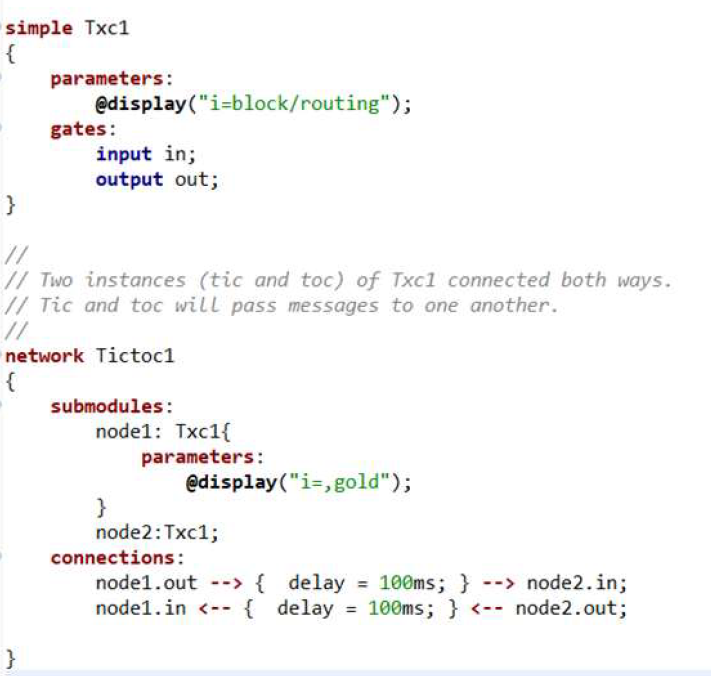 simple Txc1
{
    parameters:
        @display("i=block/routing");
    gates:
        input in;
        output out;
}

//
// Two instances (tic and toc) of Txc1 connected both ways.
// Tic and toc will pass messages to one another.
//
network Tictoc1
{
    submodules:
        node1: Txc1{
            parameters:
                @display("i=,gold");
        }
        node2:Txc1;
    connections:
        node1.out --> {  delay = 100ms; } --> node2.in;
        node1.in <-- {  delay = 100ms; } <-- node2.out;

}